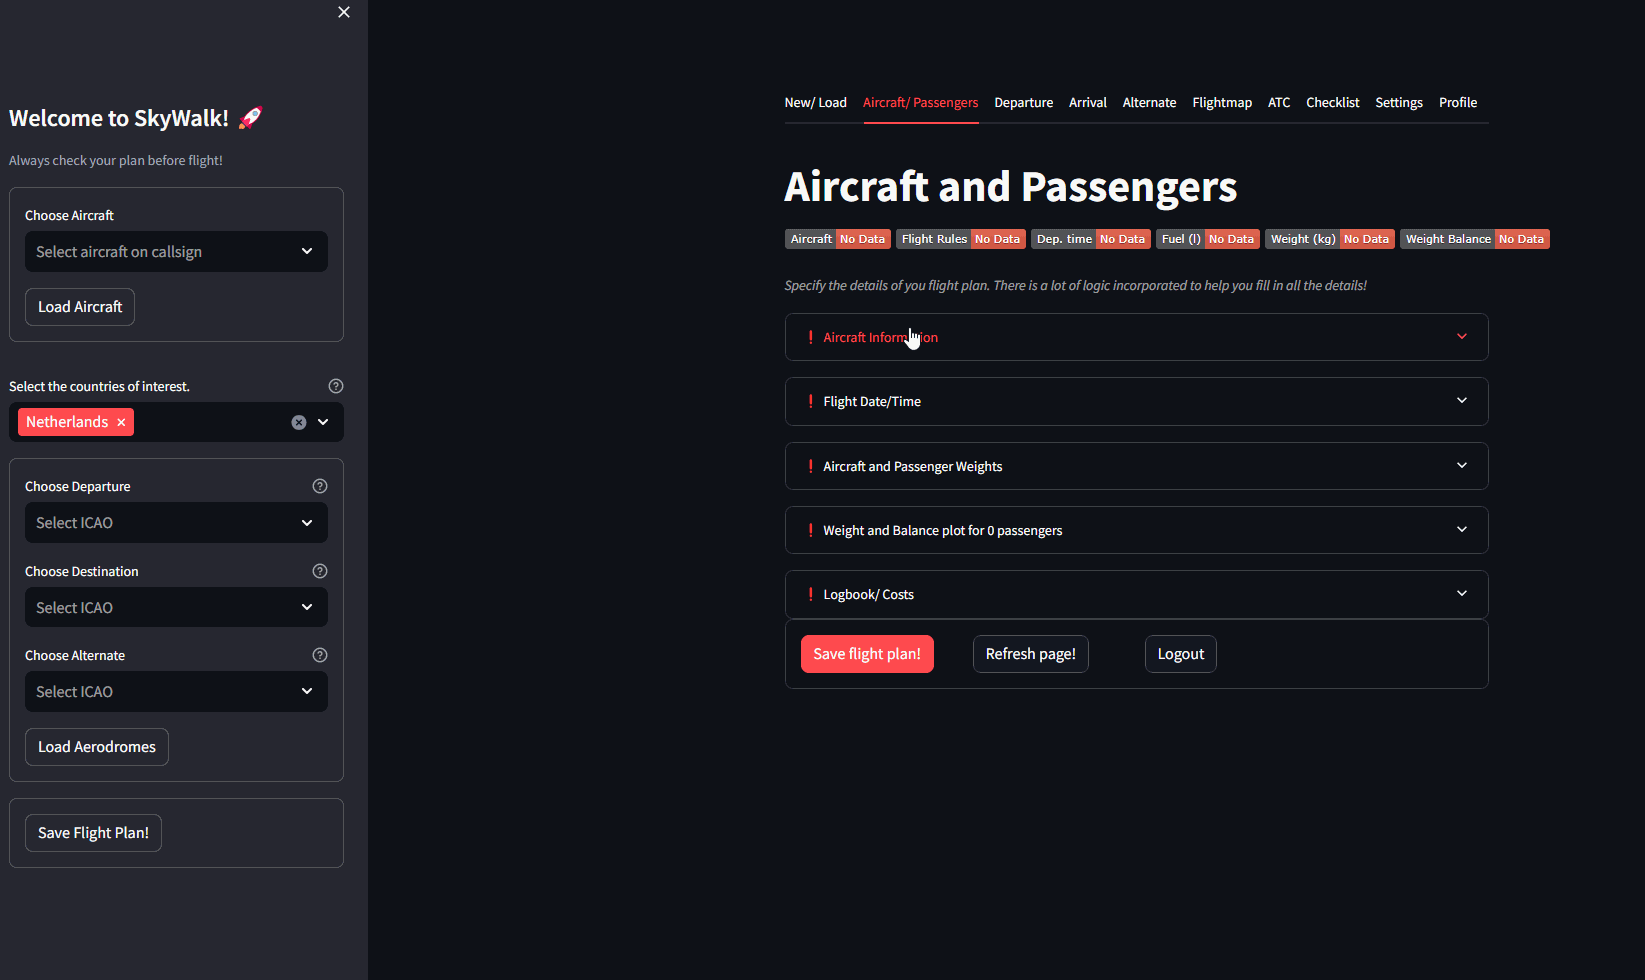 Welcome to SkyWalk! 🚀
Always check your plan before flight!
Choose Aircraft
Select aircraft on callsign
Load Aircraft
Select the countries of interest.
Netherlands ×
Choose Departure
Select ICAO
Choose Destination
Select ICAO
Choose Alternate
Select ICAO
Load Aerodromes
Save Flight Plan!
New/ Load Aircraft/ Passengers Departure Arrival Alternate Flightmap ATC Checklist Settings Profile
Aircraft and Passengers
Aircraft No Data Flight Rules No Data Dep. time No Data Fuel (l) No Data Weight (kg) No Data Weight Balance No Data
Specify the details of you flight plan. There is a lot of logic incorporated to help you fill in all the details!
❗ Aircraft Information
❗ Flight Date/Time
❗ Aircraft and Passenger Weights
❗ Weight and Balance plot for 0 passengers
❗ Logbook/ Costs
Save flight plan! Refresh page! Logout